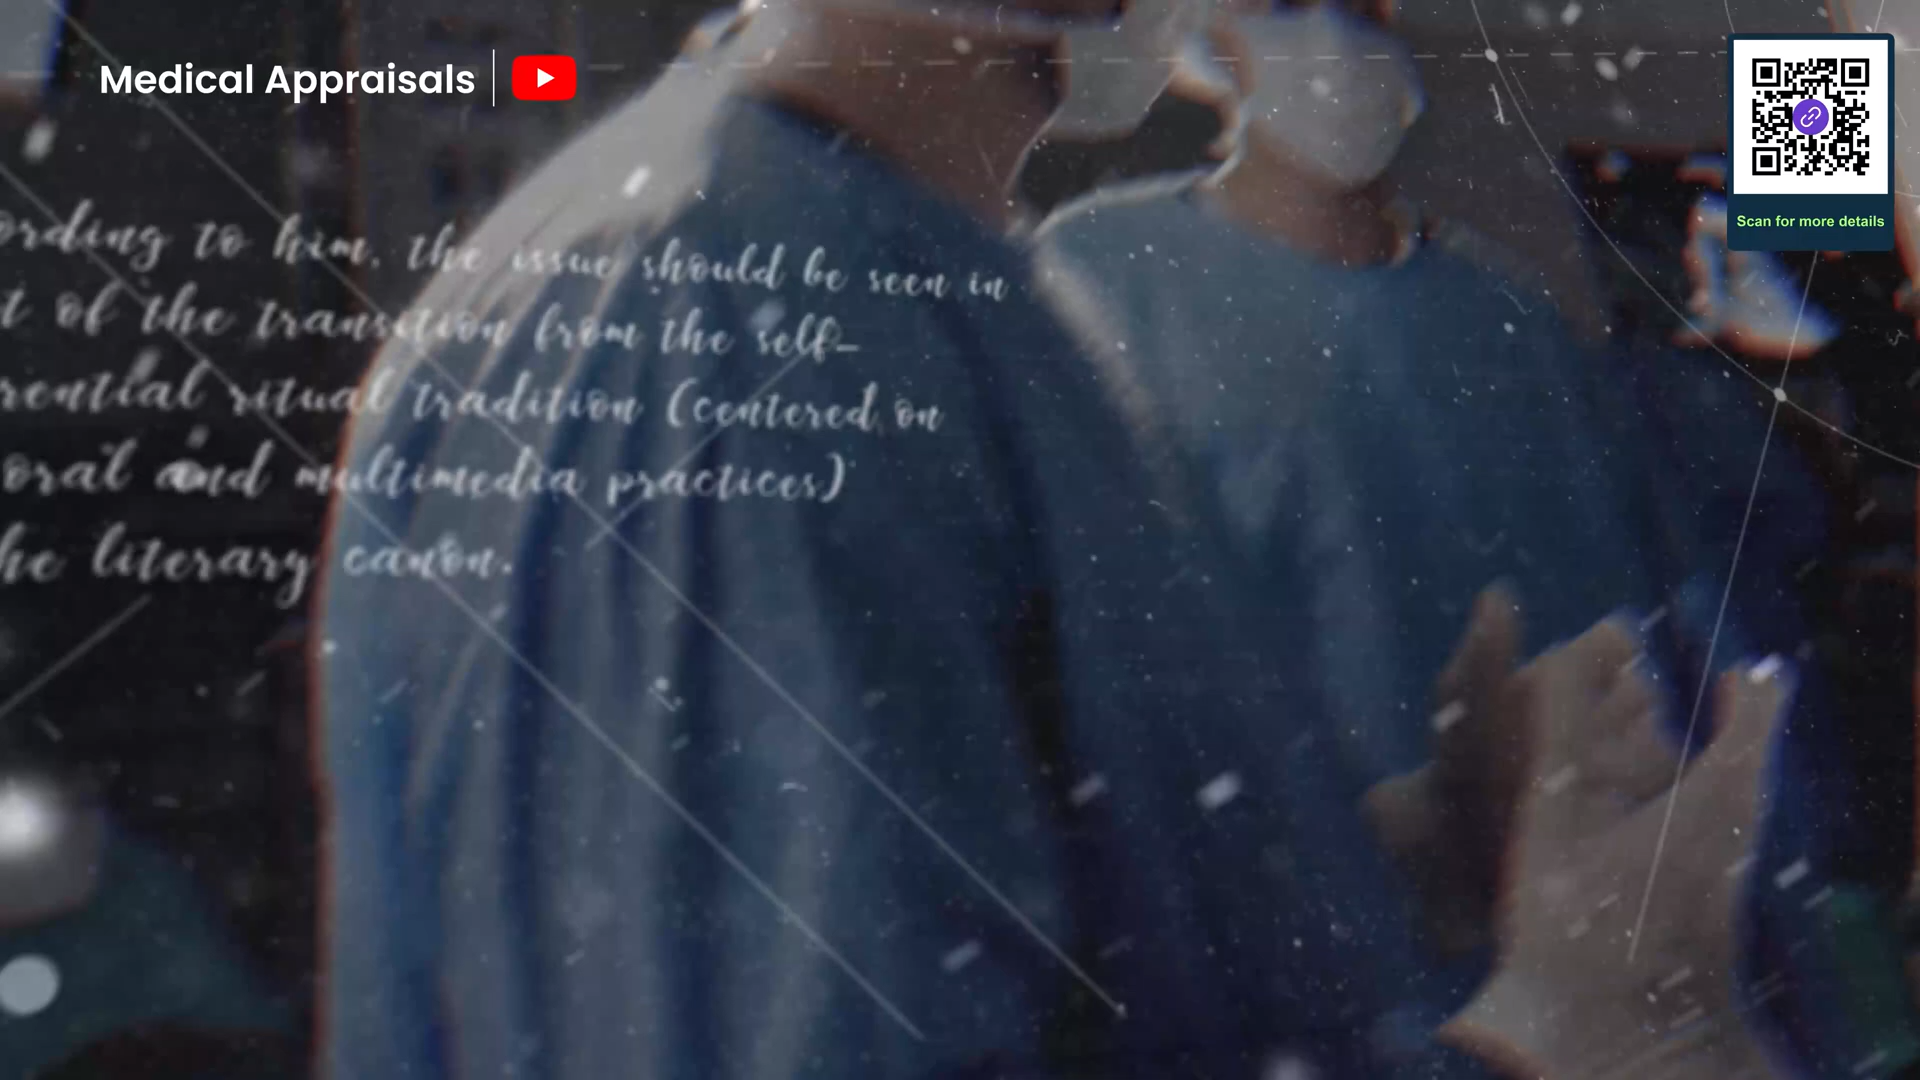 Medical Appraisals
to him, the issue should be seen in
of the transition from the self-
ritual tradition (centered on
oral and multimedia practices)
literary canon.
Scan for more details